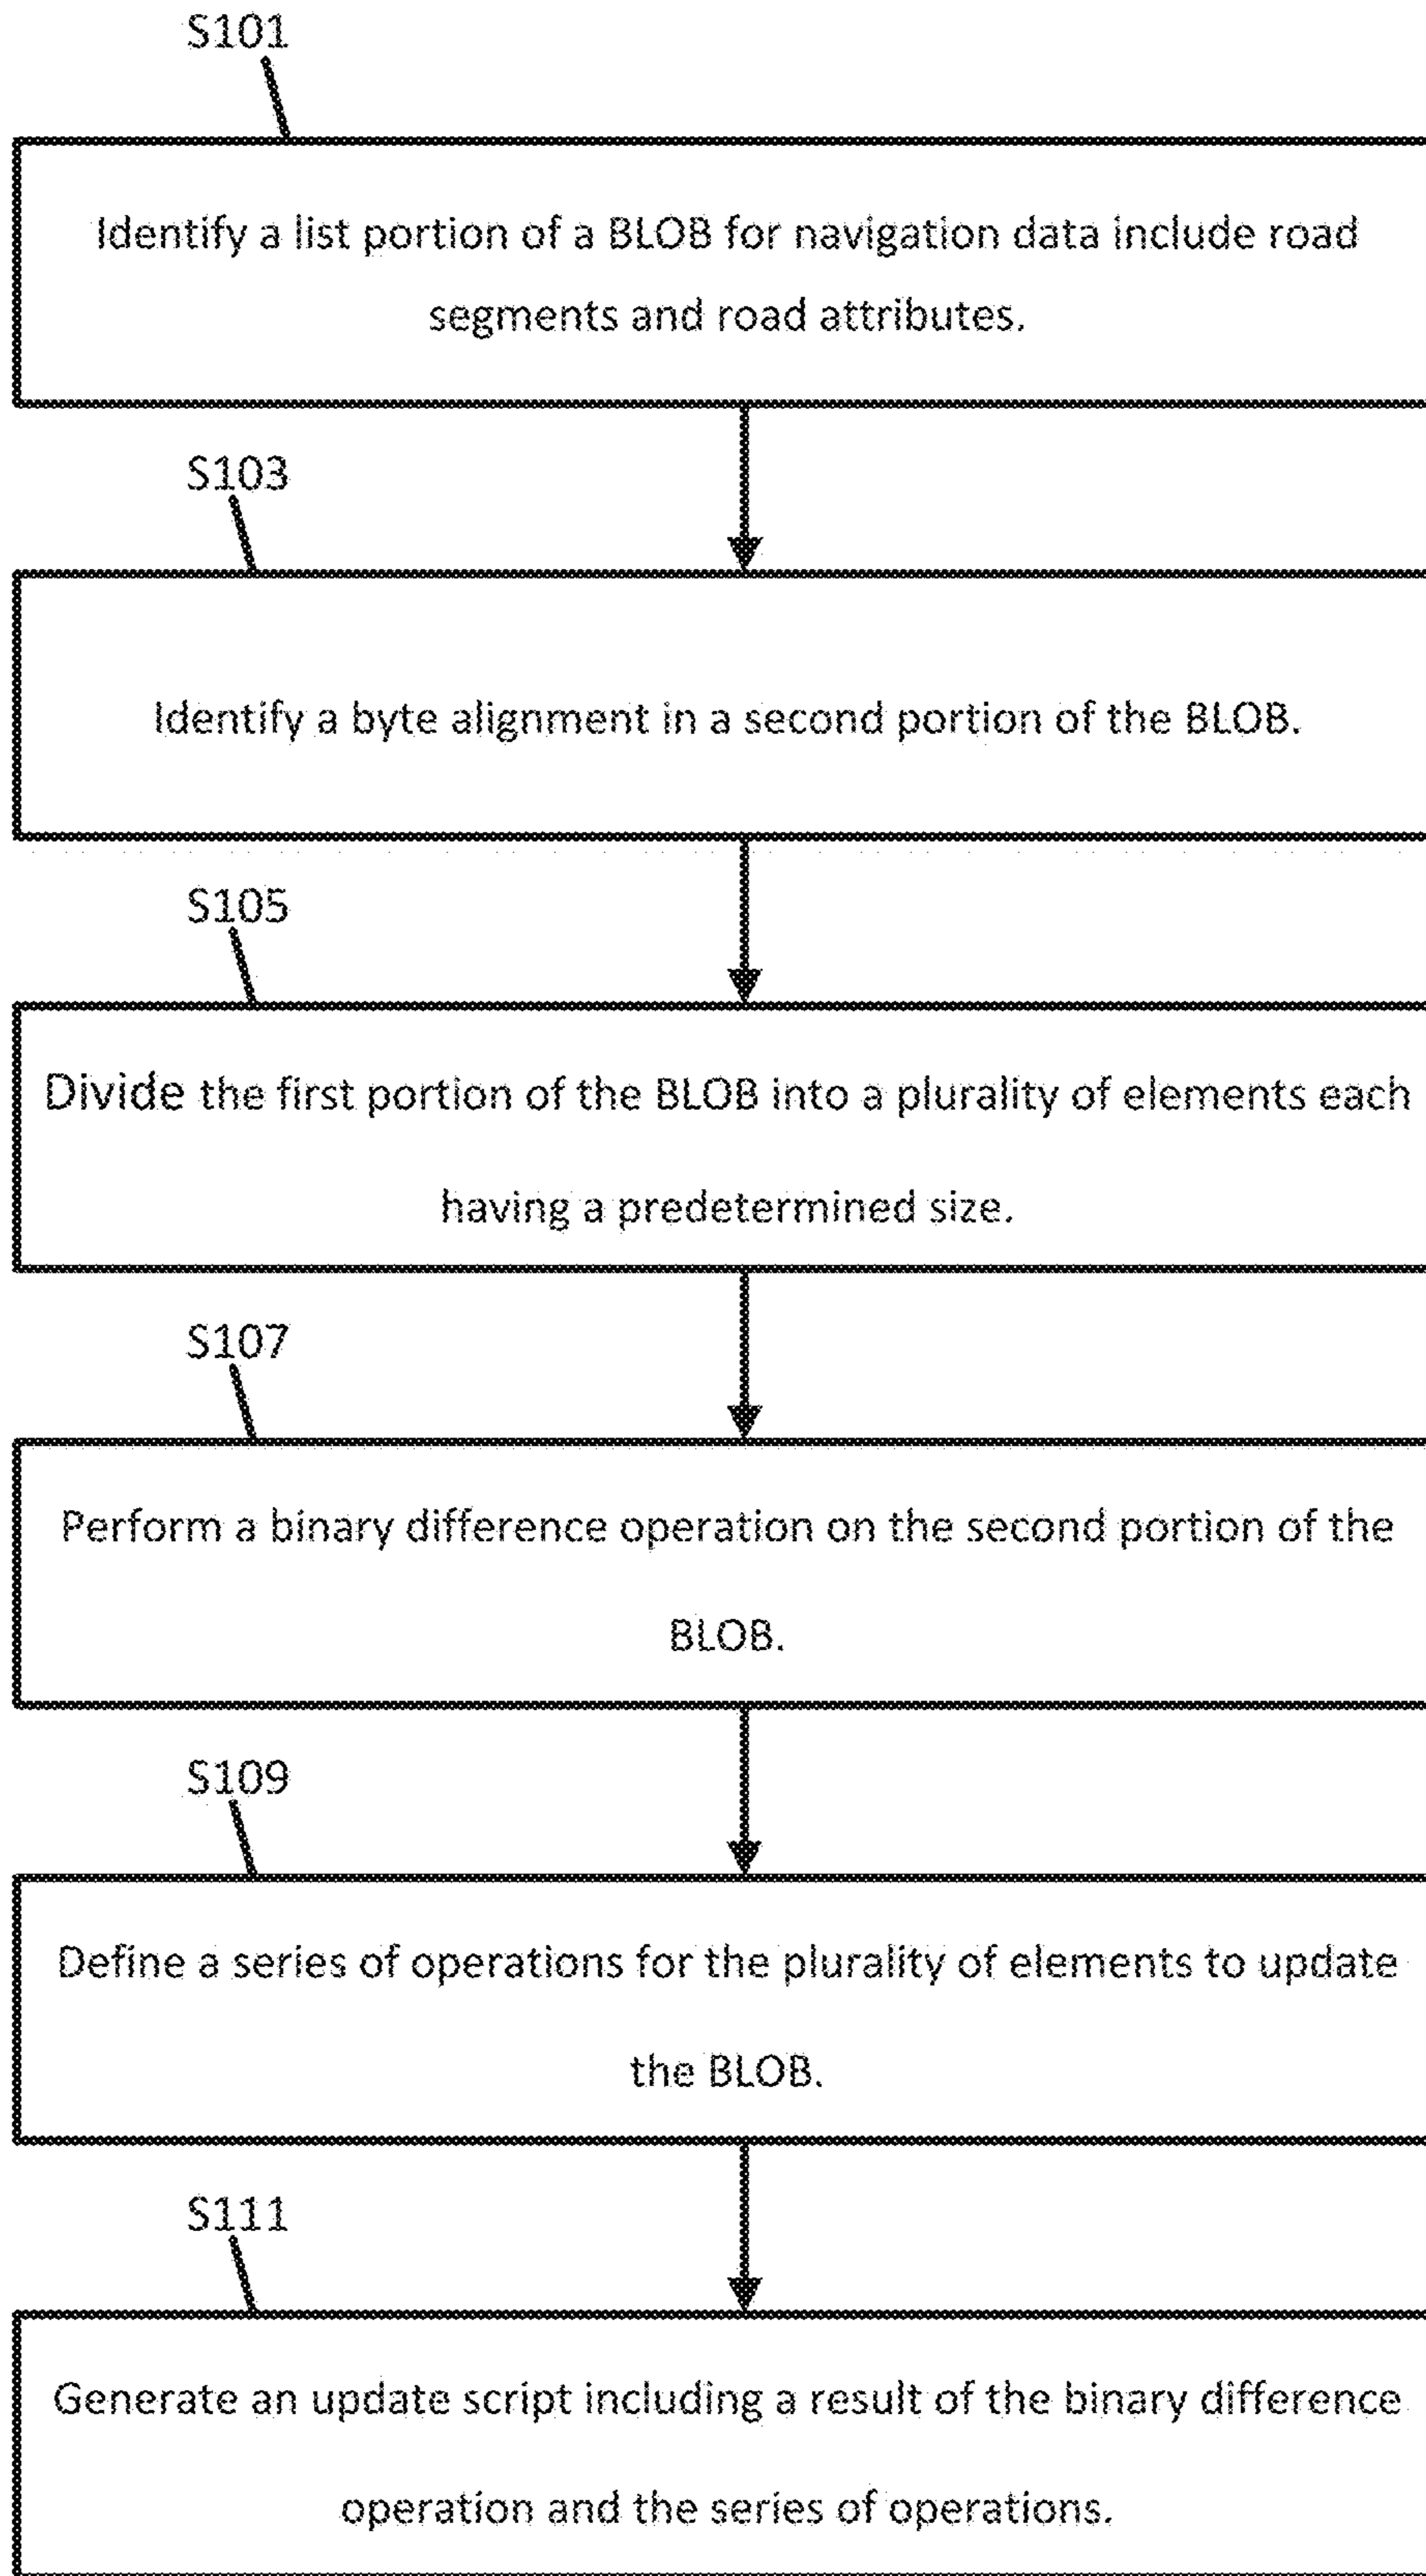 S101
Identify a list portion of a BLOB for navigation data include road
segments and road attributes.
S103
Identify a byte alignment in a second portion of the BLOB.
S105
Divide the first portion of the BLOB into a plurality of elements each
having a predetermined size.
S107
Perform a binary difference operation on the second portion of the
BLOB.
S109
Define a series of operations for the plurality of elements to update
the BLOB.
S111
Generate an update script including a result of the binary difference
operation and the series of operations.